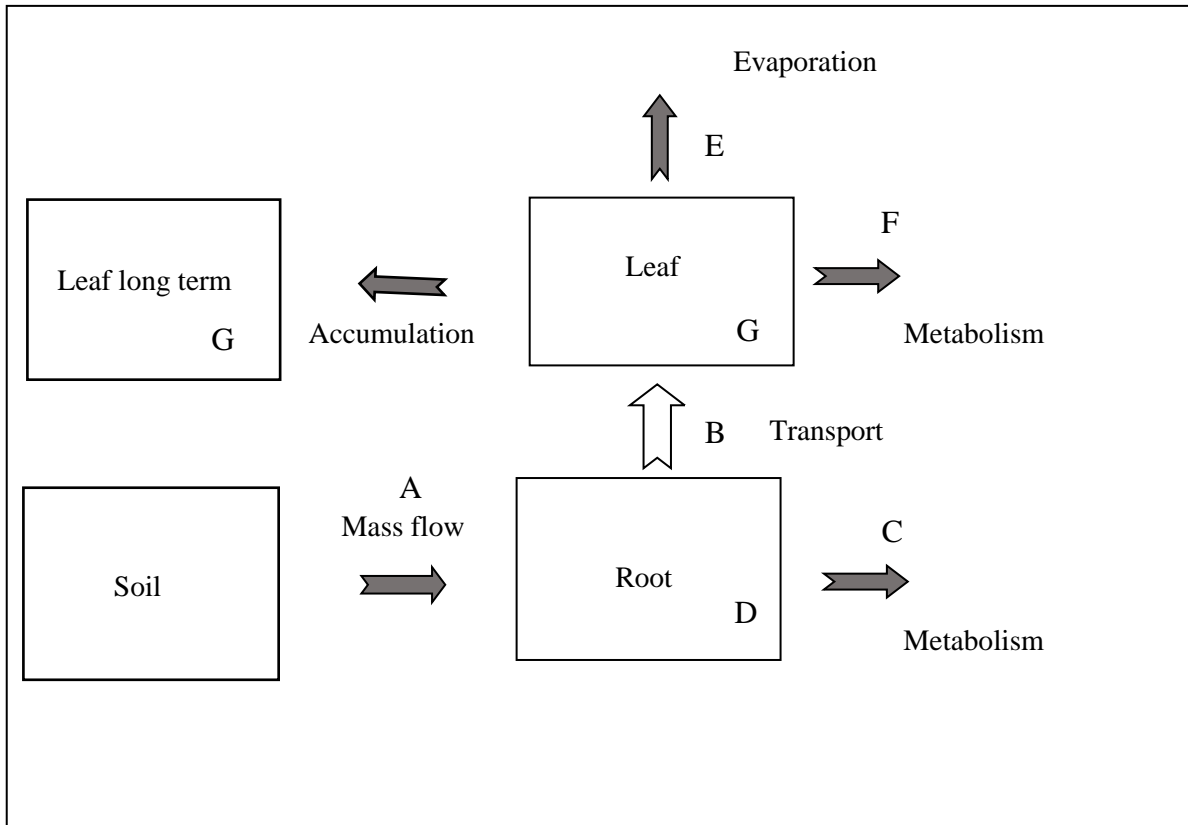 Evaporation
E
F
Leaf
Leaf long term
G
Accumulation
G
Metabolism
B
Transport
A
Mass flow
C
Soil
Root
D
Metabolism